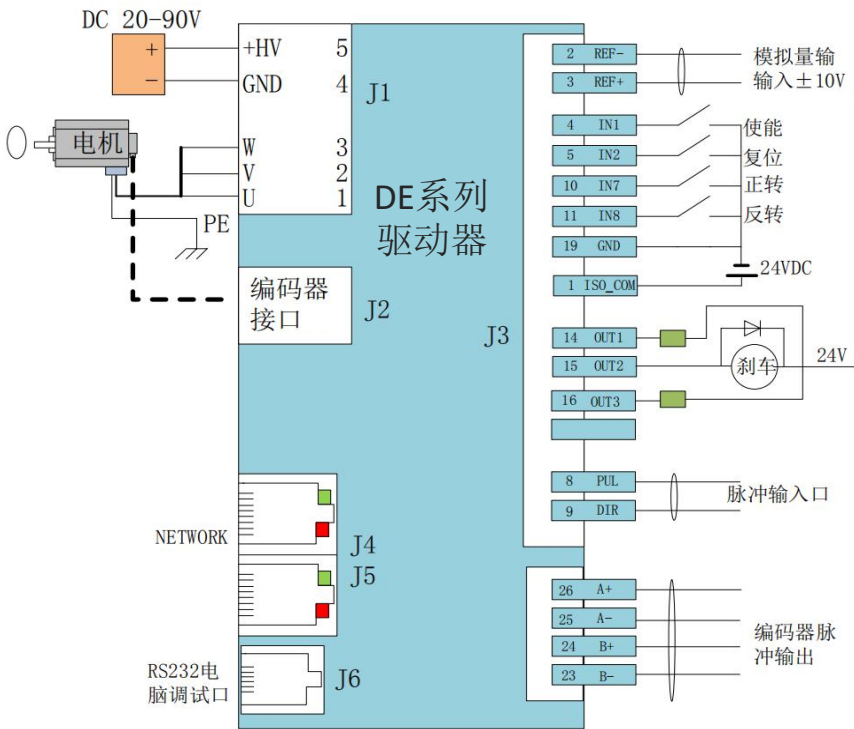 DC 20-90V
+
-
+HV 5
GND 4
J1
电机
W 3
V 2
U 1
PE
DE系列
驱动器
编码器
接口
J2
J3
NETWORK
J4
J5
RS232电
脑调试口
J6
2 REF-
3 REF+
模拟量输
输入±10V
4 IN1
使能
5 IN2
复位
10 IN7
正转
11 IN8
反转
19 GND
24VDC
1 ISO_COM
14 OUT1
15 OUT2
刹车
24V
16 OUT3
8 PUL
9 DIR
脉冲输入口
26 A+
25 A-
24 B+
23 B-
编码器脉
冲输出